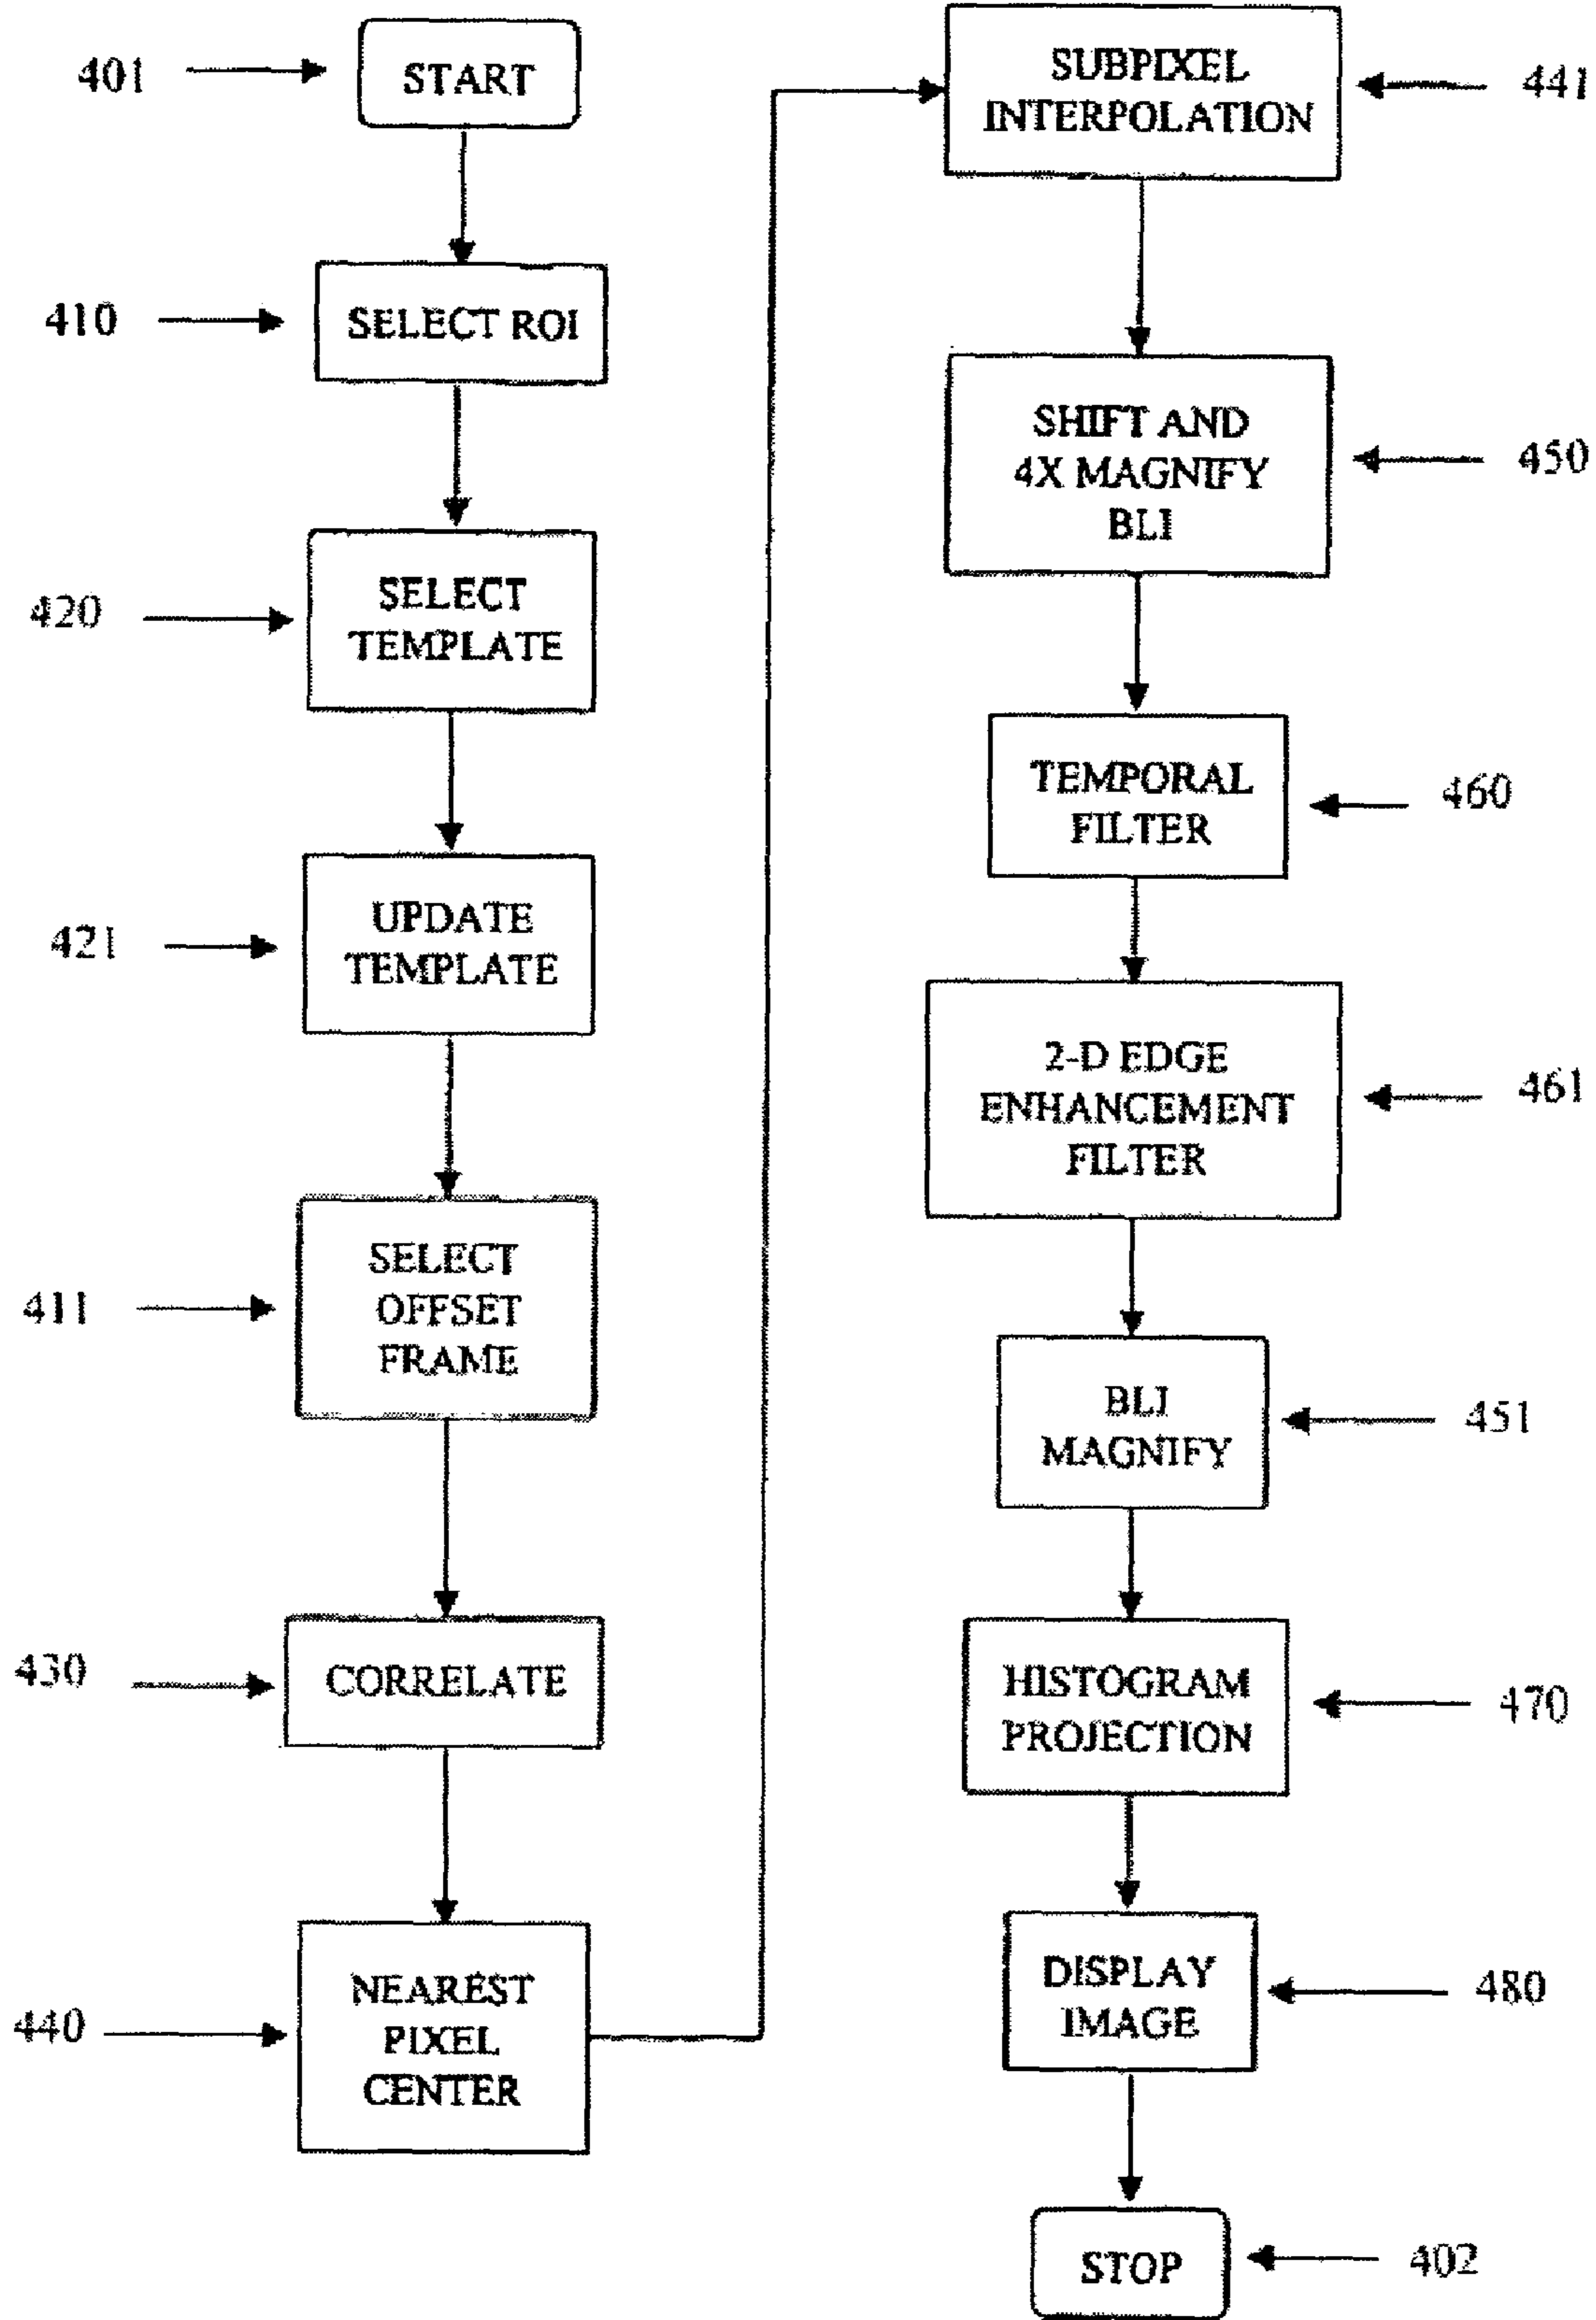 401
START
410
SELECT ROI
420
SELECT
TEMPLATE
421
UPDATE
TEMPLATE
411
SELECT
OFFSET
FRAME
430
CORRELATE
440
NEAREST
PIXEL
CENTER
SUBPIXEL
INTERPOLATION
441
SHIFT AND
4X MAGNIFY
BLI
450
TEMPORAL
FILTER
460
2-D EDGE
ENHANCEMENT
FILTER
461
BLI
MAGNIFY
451
HISTOGRAM
PROJECTION
470
DISPLAY
IMAGE
480
STOP
402